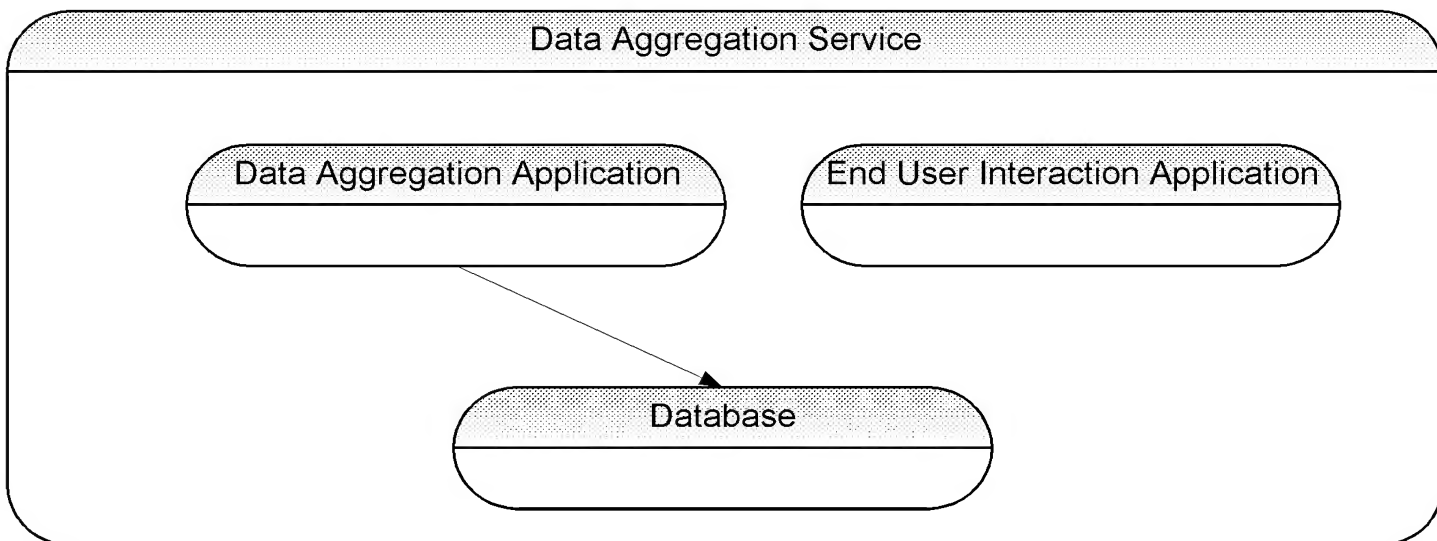 Data Aggregation Service
Data Aggregation Application
End User Interaction Application
Database